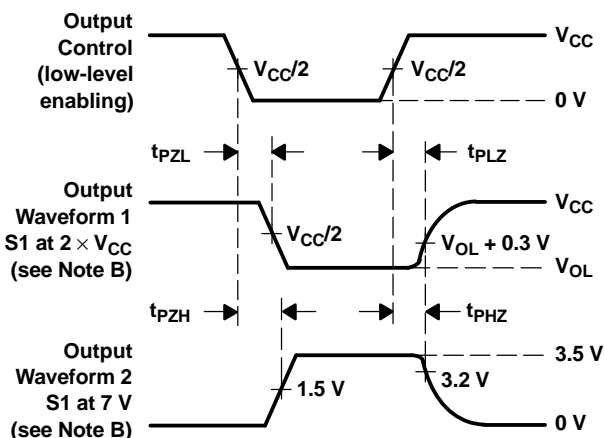 Output
Control
(low-level
enabling)
V_CC
V_CC/2
V_CC/2
0 V
t_PZL
t_PLZ
Output
Waveform 1
S1 at 2 × V_CC
(see Note B)
V_CC
V_CC/2
V_OL + 0.3 V
V_OL
t_PZH
t_PHZ
Output
Waveform 2
S1 at 7 V
(see Note B)
3.5 V
1.5 V
3.2 V
0 V